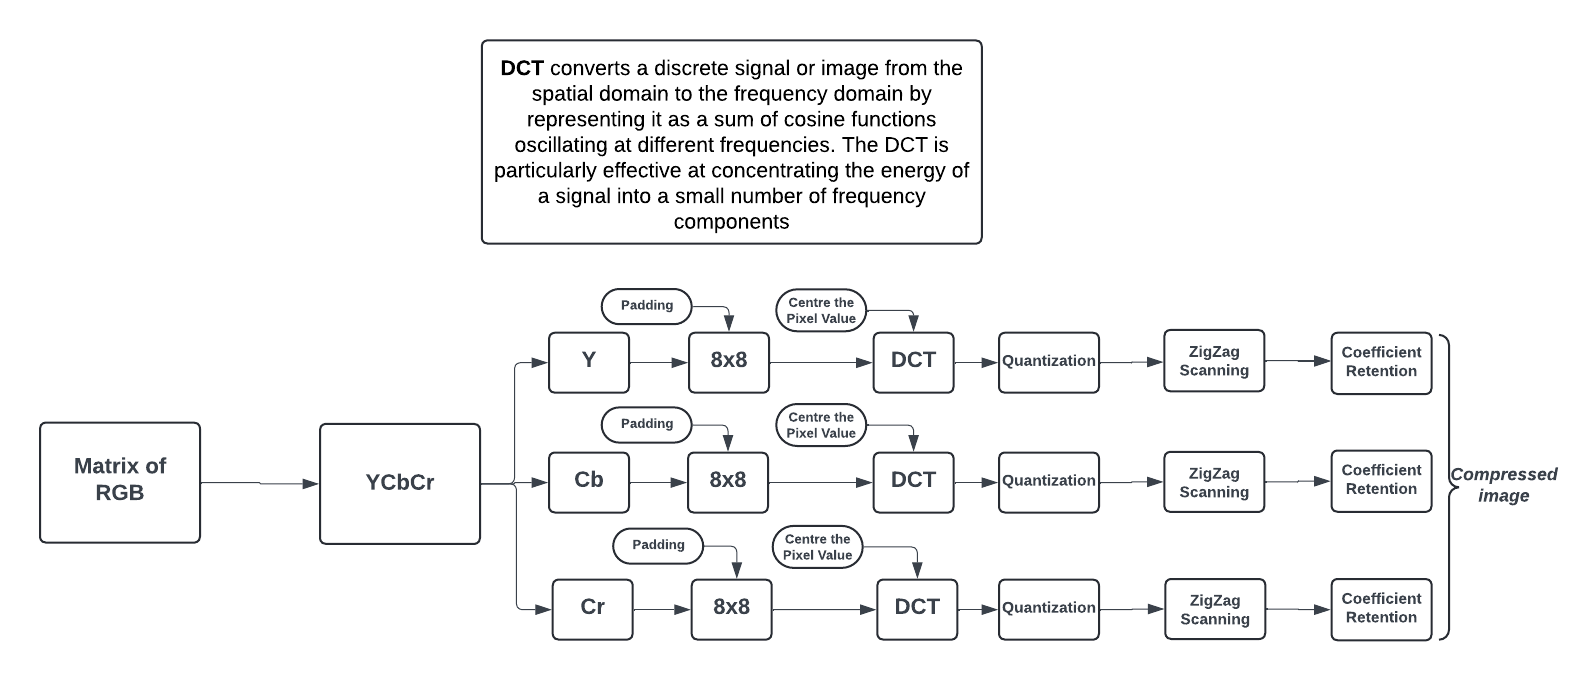 DCT converts a discrete signal or image from the
spatial domain to the frequency domain by
representing it as a sum of cosine functions
oscillating at different frequencies. The DCT is
particularly effective at concentrating the energy of
a signal into a small number of frequency
components
Matrix of
RGB
YCbCr
Padding
Centre the
Pixel Value
Y
8x8
DCT
Quantization
ZigZag
Scanning
Coefficient
Retention
Padding
Centre the
Pixel Value
Cb
8x8
DCT
Quantization
ZigZag
Scanning
Coefficient
Retention
Padding
Centre the
Pixel Value
Cr
8x8
DCT
Quantization
ZigZag
Scanning
Coefficient
Retention
Compressed
image